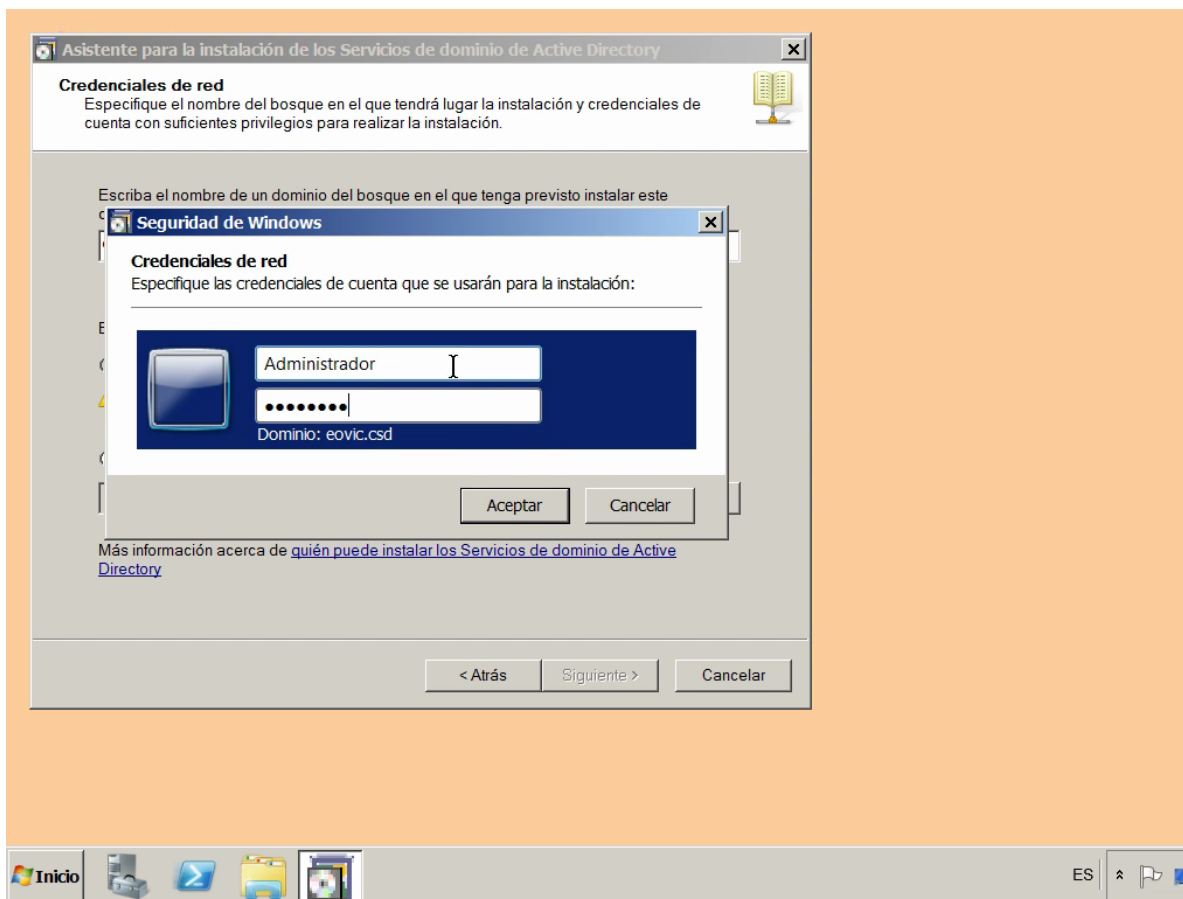 Asistente para la instalación de los Servicios de dominio de Active Directory
Credenciales de red
Especifique el nombre del bosque en el que tendrá lugar la instalación y credenciales de
cuenta con suficientes privilegios para realizar la instalación.
Escriba el nombre de un dominio del bosque en el que tenga previsto instalar este
Seguridad de Windows
Credenciales de red
Especifique las credenciales de cuenta que se usarán para la instalación:
Administrador
●●●●●●●●
Dominio: eovic.csd
Aceptar Cancelar
Más información acerca de quién puede instalar los Servicios de dominio de Active
Directory
< Atrás Siguiente > Cancelar
Inicio ES